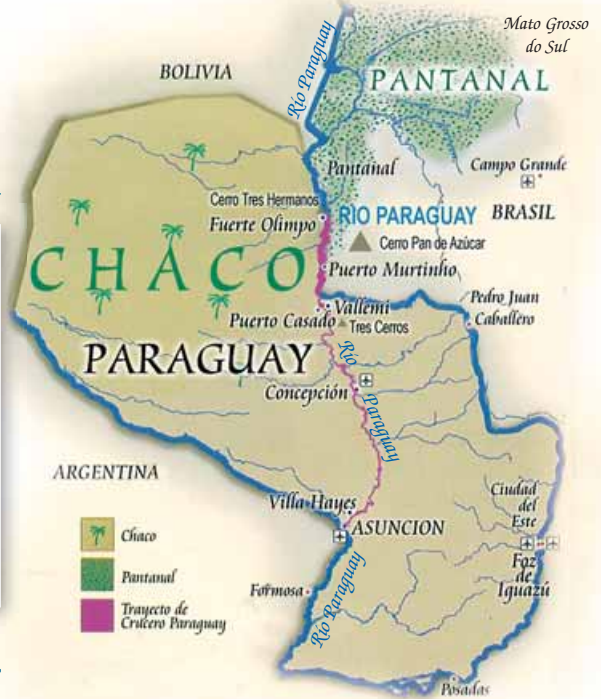 Mato Grosso
do Sul
BOLIVIA
Río Paraguay
PANTANAL
Pantanal
Campo Grande
Cerro Tres Hermanos
RÍO PARAGUAY
BRASIL
Fuerte Olimpo
Cerro Pan de Azúcar
CHACO
Puerto Murtinho
Vallemi
Pedro Juan
Caballero
Puerto Casado
Tres Cerros
PARAGUAY
Río
Paraguay
Concepción
ARGENTINA
Villa Hayes
Ciudad
del
Este
ASUNCION
Chaco
Foz
de
Iguazú
Pantanal
Formosa
Río Paraguay
Trayecto de
Crucero Paraguay
Posadas